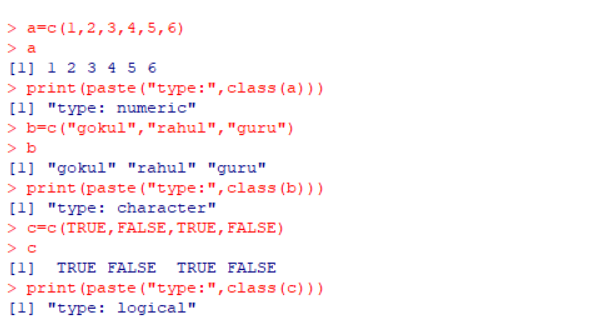 > a=c(1,2,3,4,5,6)
> a
[1] 1 2 3 4 5 6
> print(paste("type:",class(a)))
[1] "type: numeric"
> b=c("gokul","rahul","guru")
> b
[1] "gokul" "rahul" "guru"
> print(paste("type:",class(b)))
[1] "type: character"
> c=c(TRUE,FALSE,TRUE,FALSE)
> c
[1]  TRUE FALSE  TRUE FALSE
> print(paste("type:",class(c)))
[1] "type: logical"